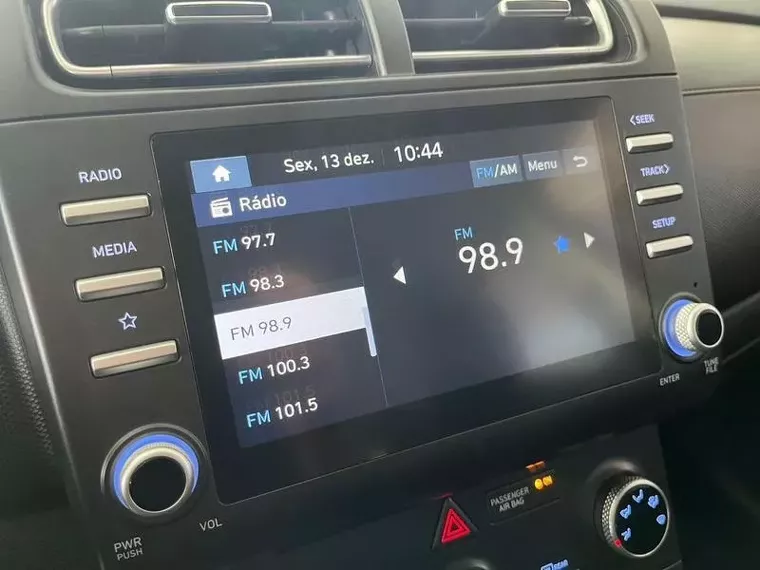 Sex, 13 dez. 10:44
FM/AM Menu
Rádio
FM 97.7
FM 98.3
FM 98.9
FM 100.3
FM 101.5
FM
98.9
RADIO
MEDIA
<SEEK
TRACK>
SETUP
PWR
PUSH
VOL
ENTER
TUNE
FILE
PASSENGER
AIR BAG
ON
REAR